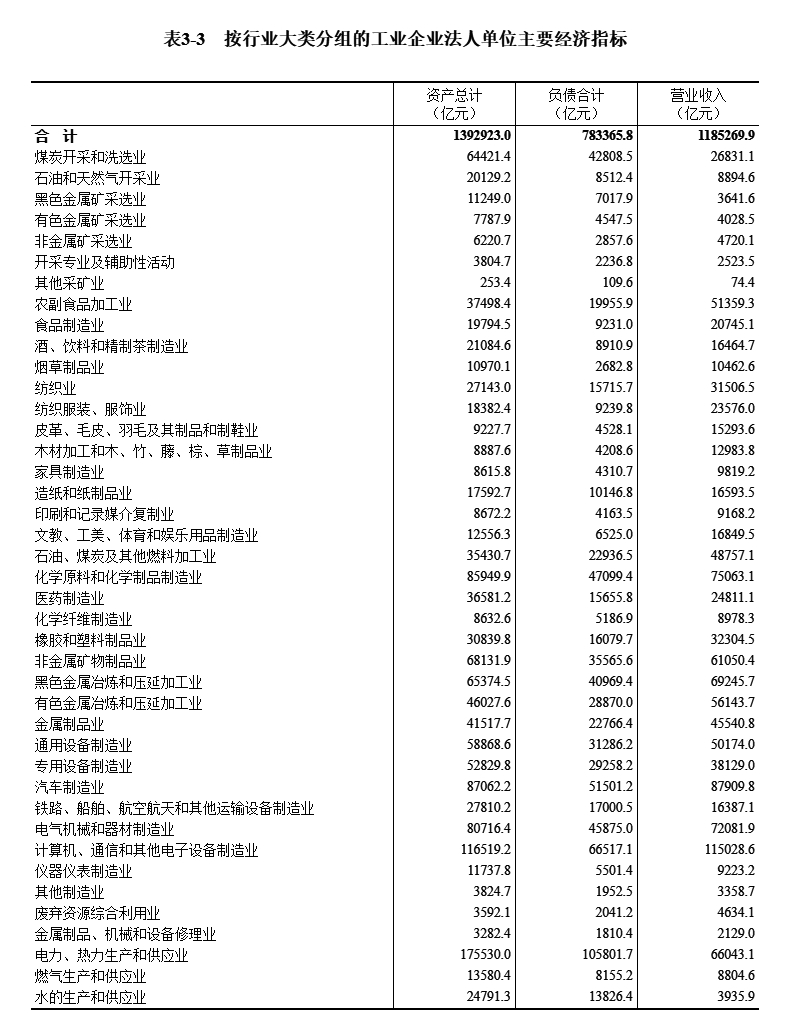 表3-3 按行业大类分组的工业企业法人单位主要经济指标
资产总计 负债合计 营业收入
（亿元） （亿元） （亿元）
合 计 1392923.0 783365.8 1185269.9
煤炭开采和洗选业 64421.4 42808.5 26831.1
石油和天然气开采业 20129.2 8512.4 8894.6
黑色金属矿采选业 11249.0 7017.9 3641.6
有色金属矿采选业 7787.9 4547.5 4028.5
非金属矿采选业 6220.7 2857.6 4720.1
开采专业及辅助性活动 3804.7 2236.8 2523.5
其他采矿业 253.4 109.6 74.4
农副食品加工业 37498.4 19955.9 51359.3
食品制造业 19794.5 9231.0 20745.1
酒、饮料和精制茶制造业 21084.6 8910.9 16464.7
烟草制品业 10970.1 2682.8 10462.6
纺织业 27143.0 15715.7 31506.5
纺织服装、服饰业 18382.4 9239.8 23576.0
皮革、毛皮、羽毛及其制品和制鞋业 9227.7 4528.1 15293.6
木材加工和木、竹、藤、棕、草制品业 8887.6 4208.6 12983.8
家具制造业 8615.8 4310.7 9819.2
造纸和纸制品业 17592.7 10146.8 16593.5
印刷和记录媒介复制业 8672.2 4163.5 9168.2
文教、工美、体育和娱乐用品制造业 12556.3 6525.0 16849.5
石油、煤炭及其他燃料加工业 35430.7 22936.5 48757.1
化学原料和化学制品制造业 85949.9 47099.4 75063.1
医药制造业 36581.2 15655.8 24811.1
化学纤维制造业 8632.6 5186.9 8978.3
橡胶和塑料制品业 30839.8 16079.7 32304.5
非金属矿物制品业 68131.9 35565.6 61050.4
黑色金属冶炼和压延加工业 65374.5 40969.4 69245.7
有色金属冶炼和压延加工业 46027.6 28870.0 56143.7
金属制品业 41517.7 22766.4 45540.8
通用设备制造业 58868.6 31286.2 50174.0
专用设备制造业 52829.8 29258.2 38129.0
汽车制造业 87062.2 51501.2 87909.8
铁路、船舶、航空航天和其他运输设备制造业 27810.2 17000.5 16387.1
电气机械和器材制造业 80716.4 45875.0 72081.9
计算机、通信和其他电子设备制造业 116519.2 66517.1 115028.6
仪器仪表制造业 11737.8 5501.4 9223.2
其他制造业 3824.7 1952.5 3358.7
废弃资源综合利用业 3592.1 2041.2 4634.1
金属制品、机械和设备修理业 3282.4 1810.4 2129.0
电力、热力生产和供应业 175530.0 105801.7 66043.1
燃气生产和供应业 13580.4 8155.2 8804.6
水的生产和供应业 24791.3 13826.4 3935.9